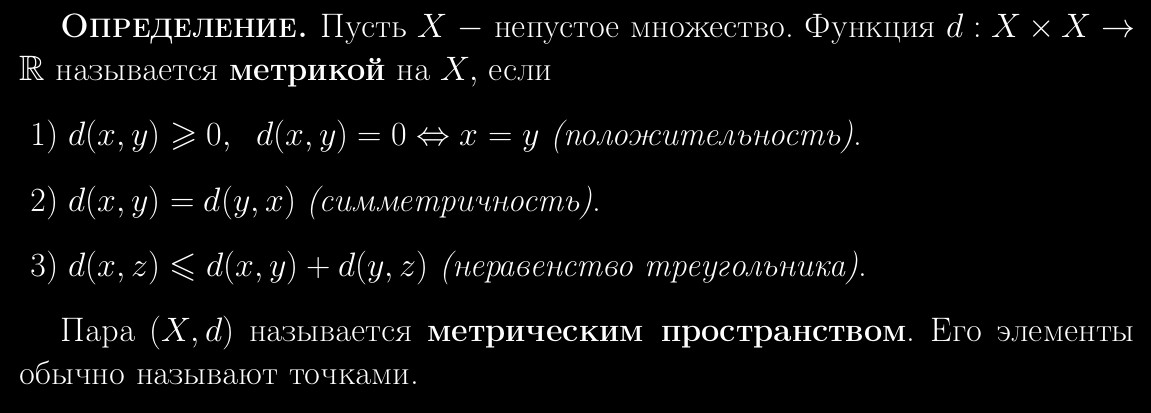 Определение. Пусть X − непустое множество. Функция d : X × X →
ℝ называется метрикой на X, если
1) d(x, y) ⩾ 0, d(x, y) = 0 ⇔ x = y (положительность).
2) d(x, y) = d(y, x) (симметричность).
3) d(x, z) ⩽ d(x, y) + d(y, z) (неравенство треугольника).
Пара (X, d) называется метрическим пространством. Его элементы
обычно называют точками.